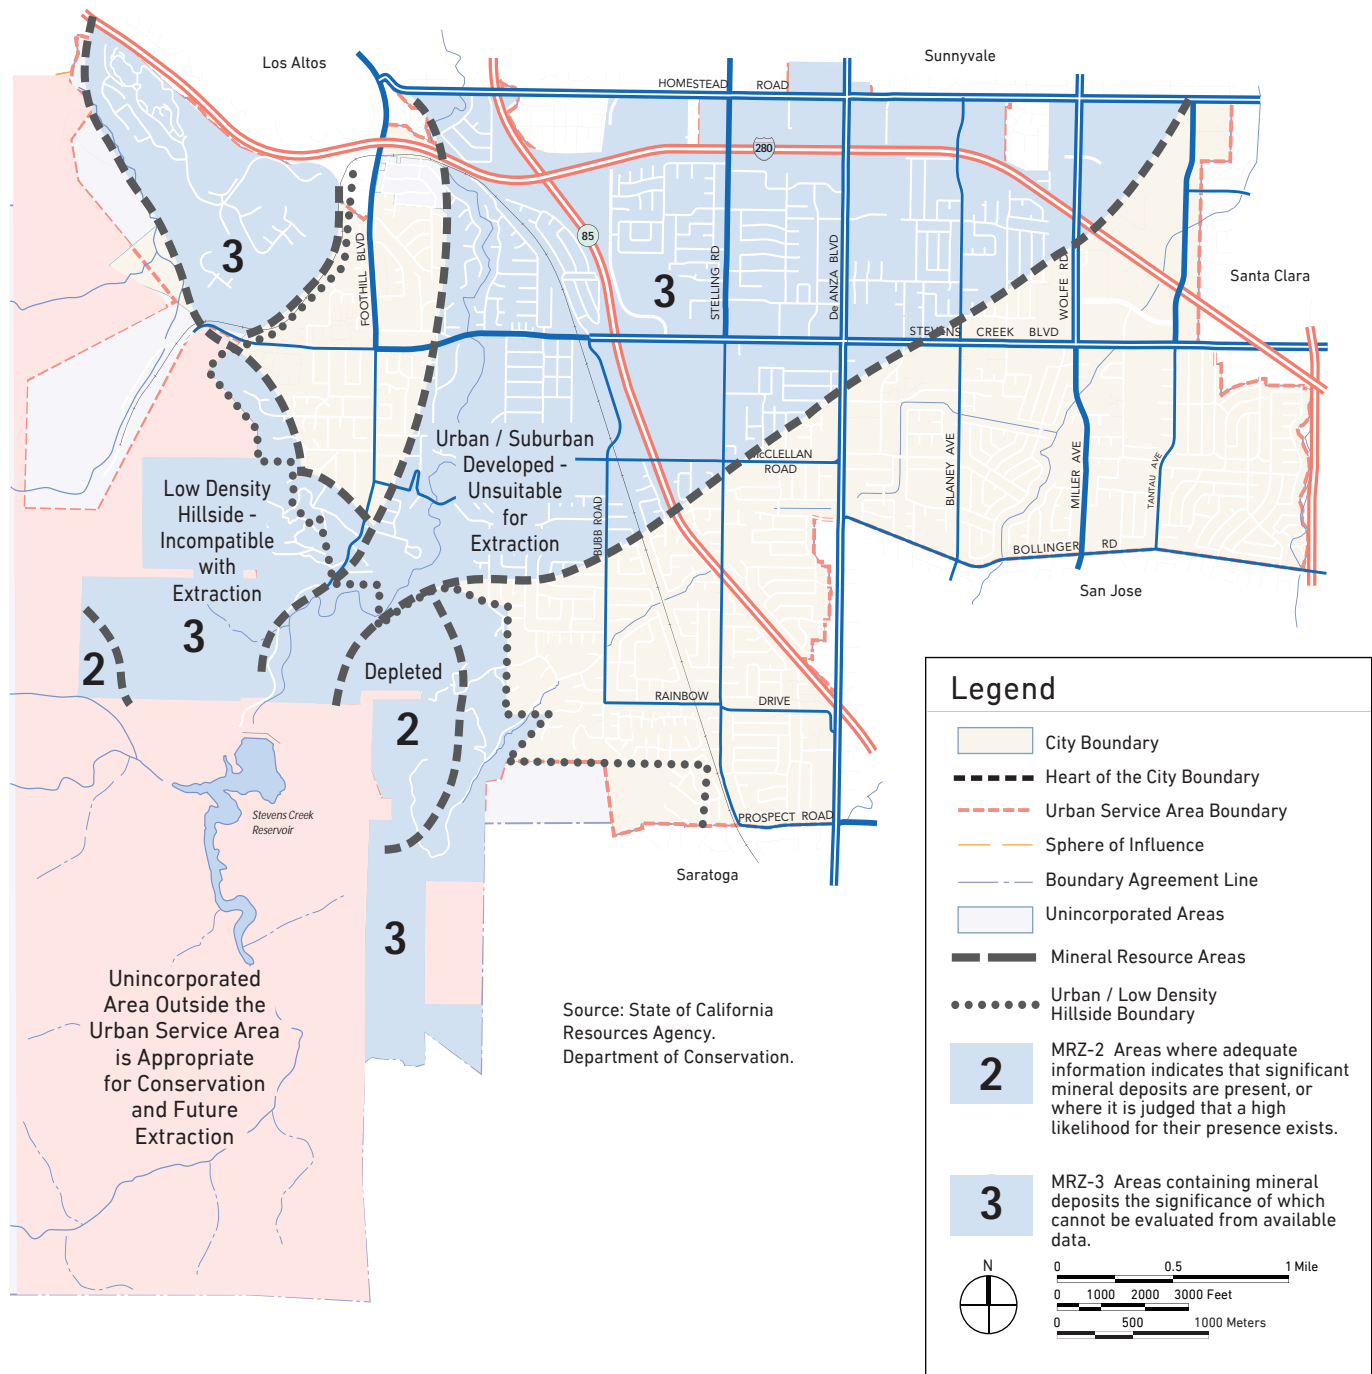 Los Altos
Sunnyvale
HOMESTEAD ROAD
280
85
3
FOOTHILL BLVD
3
STELLING RD
De ANZA BLVD
WOLFE RD
Santa Clara
STEVENS CREEK BLVD
Urban / Suburban
Developed -
Unsuitable
for
Extraction
McCLELLAN
ROAD
BLANEY AVE
MILLER AVE
TANTAU AVE
BUBB ROAD
BOLLINGER RD
San Jose
Low Density
Hillside -
Incompatible
with
Extraction
3
2
Depleted
2
RAINBOW DRIVE
PROSPECT ROAD
Stevens Creek
Reservoir
Saratoga
3
Unincorporated
Area Outside the
Urban Service Area
is Appropriate
for Conservation
and Future
Extraction
Source: State of California
Resources Agency.
Department of Conservation.
Legend
City Boundary
Heart of the City Boundary
Urban Service Area Boundary
Sphere of Influence
Boundary Agreement Line
Unincorporated Areas
Mineral Resource Areas
Urban / Low Density
Hillside Boundary
2
MRZ-2 Areas where adequate
information indicates that significant
mineral deposits are present, or
where it is judged that a high
likelihood for their presence exists.
3
MRZ-3 Areas containing mineral
deposits the significance of which
cannot be evaluated from available
data.
N
0 0.5 1 Mile
0 1000 2000 3000 Feet
0 500 1000 Meters